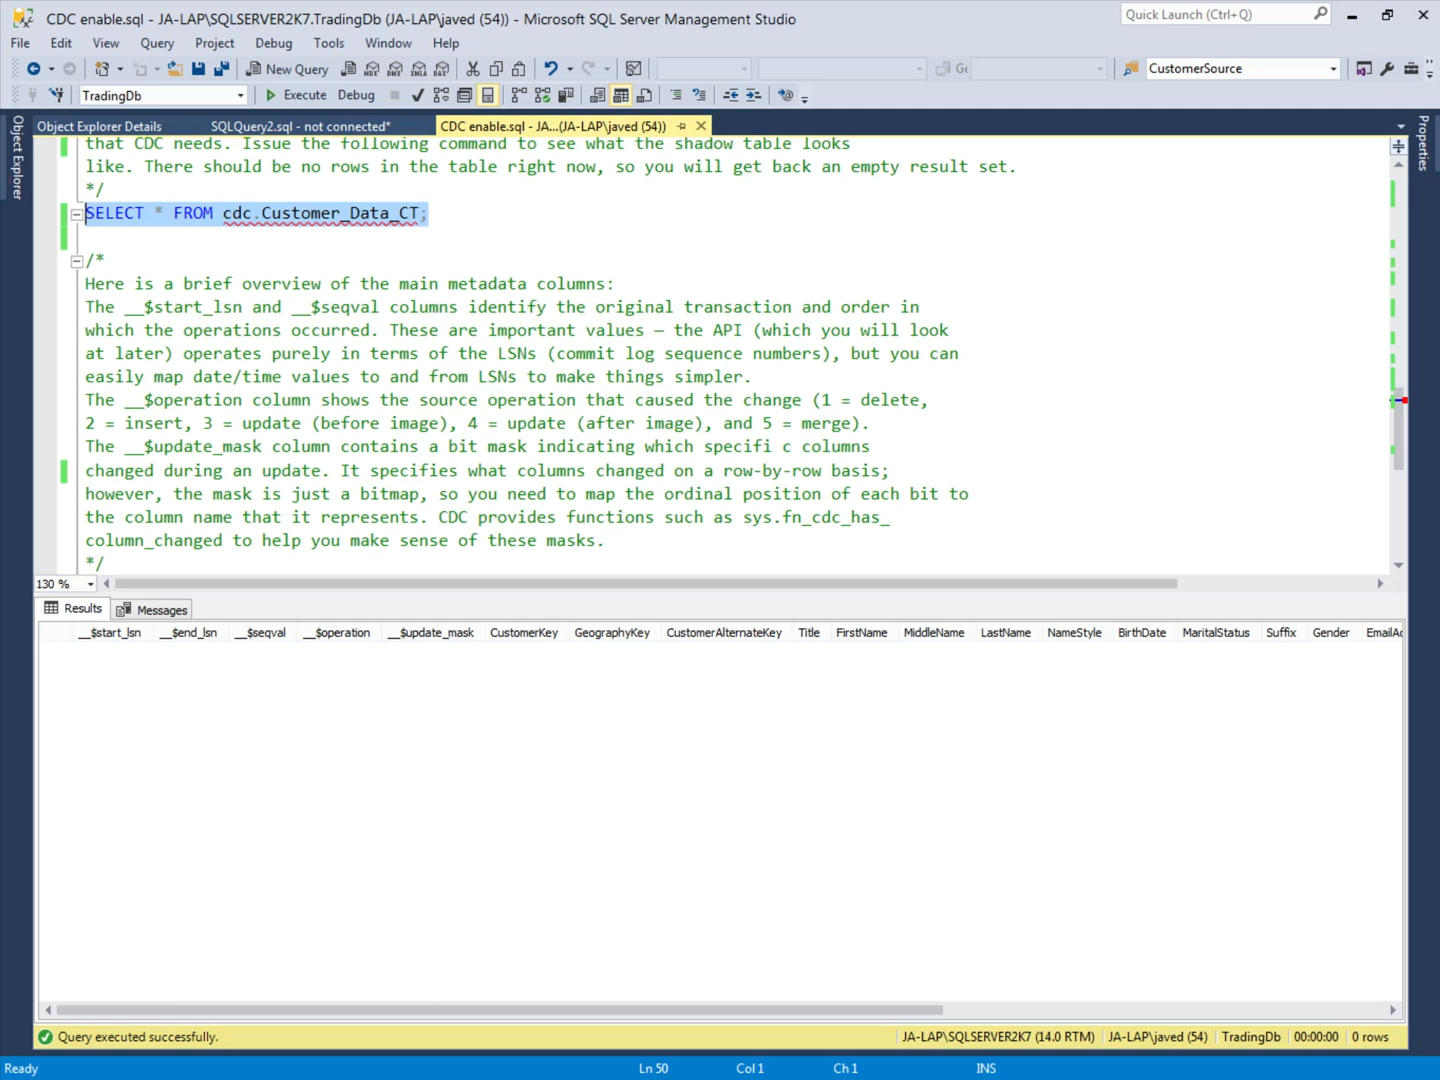 CDC enable.sql - JA-LAP\SQLSERVER2K7.TradingDb (JA-LAP\javed (54)) - Microsoft SQL Server Management Studio
Quick Launch (Ctrl+Q)
File Edit View Query Project Debug Tools Window Help
New Query
MDX DMX XMLA DAX
CustomerSource
TradingDb
Execute Debug
Object Explorer
Object Explorer Details
SQLQuery2.sql - not connected*
CDC enable.sql - JA...(JA-LAP\javed (54))
Properties
that CDC needs. Issue the following command to see what the shadow table looks
like. There should be no rows in the table right now, so you will get back an empty result set.
*/
SELECT * FROM cdc.Customer_Data_CT;
/*
Here is a brief overview of the main metadata columns:
The __$start_lsn and __$seqval columns identify the original transaction and order in
which the operations occurred. These are important values — the API (which you will look
at later) operates purely in terms of the LSNs (commit log sequence numbers), but you can
easily map date/time values to and from LSNs to make things simpler.
The __$operation column shows the source operation that caused the change (1 = delete,
2 = insert, 3 = update (before image), 4 = update (after image), and 5 = merge).
The __$update_mask column contains a bit mask indicating which specifi c columns
changed during an update. It specifies what columns changed on a row-by-row basis;
however, the mask is just a bitmap, so you need to map the ordinal position of each bit to
the column name that it represents. CDC provides functions such as sys.fn_cdc_has_
column_changed to help you make sense of these masks.
*/
130 %
Results Messages
__$start_lsn __$end_lsn __$seqval __$operation __$update_mask CustomerKey GeographyKey CustomerAlternateKey Title FirstName MiddleName LastName NameStyle BirthDate MaritalStatus Suffix Gender EmailAd
Query executed successfully.
JA-LAP\SQLSERVER2K7 (14.0 RTM) JA-LAP\javed (54) TradingDb 00:00:00 0 rows
Ready Ln 50 Col 1 Ch 1 INS